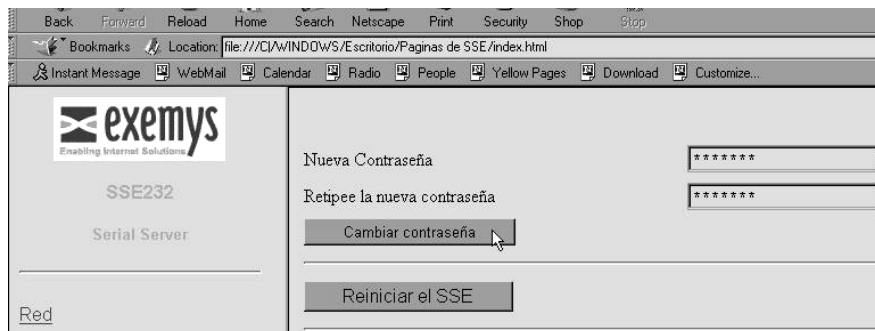 Back Forward Reload Home Search Netscape Print Security Shop Stop
Bookmarks Location: file:///C|/WINDOWS/Escritorio/Paginas de SSE/index.html
Instant Message WebMail Calendar Radio People Yellow Pages Download Customize...
exemys
Enabling Internet Solutions
SSE232
Serial Server
Red
Nueva Contraseña *******
Retipee la nueva contraseña *******
Cambiar contraseña
Reiniciar el SSE